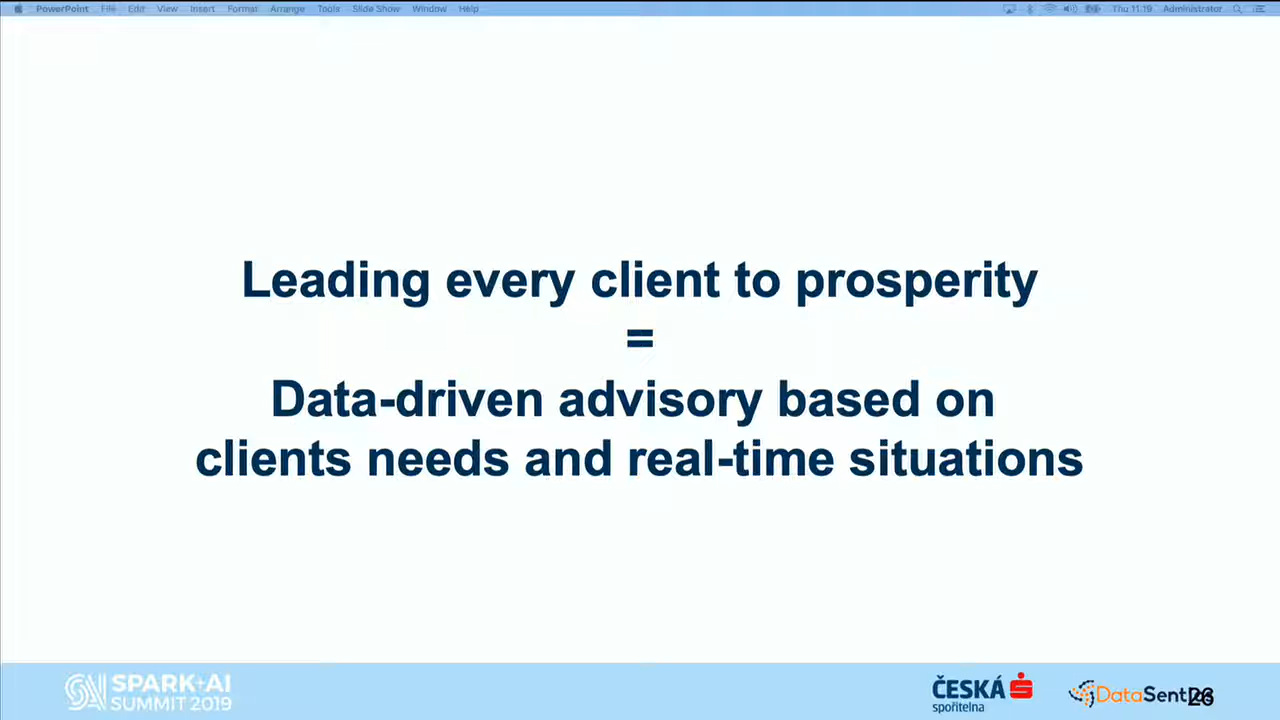 PowerPoint File Edit View Insert Format Arrange Tools Slide Show Window Help Thu 11:19 Administrator
Leading every client to prosperity
=
Data-driven advisory based on
clients needs and real-time situations
SPARK+AI
SUMMIT 2019
ČESKÁ
spořitelna
26